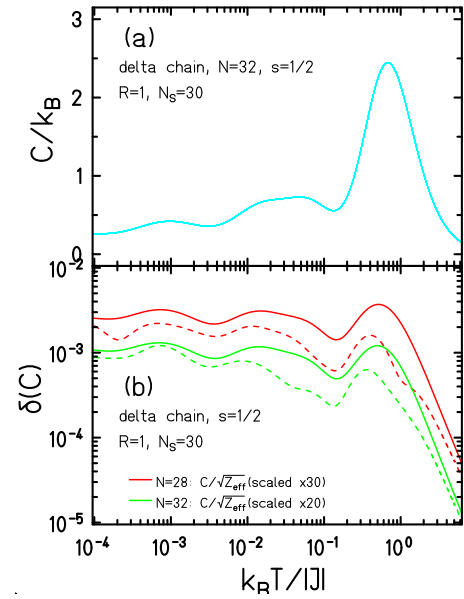 3
(a)
delta chain, N=32, s=1/2
R=1, N_S=30
2
C/k_B
1
0
10^-2
10^-3
δ(C)
(b)
delta chain, s=1/2
10^-4
R=1, N_S=30
N=28: C/√Z_eff (scaled x30)
N=32: C/√Z_eff (scaled x20)
10^-5
10^-4 10^-3 10^-2 10^-1 10^0
k_BT/|J|